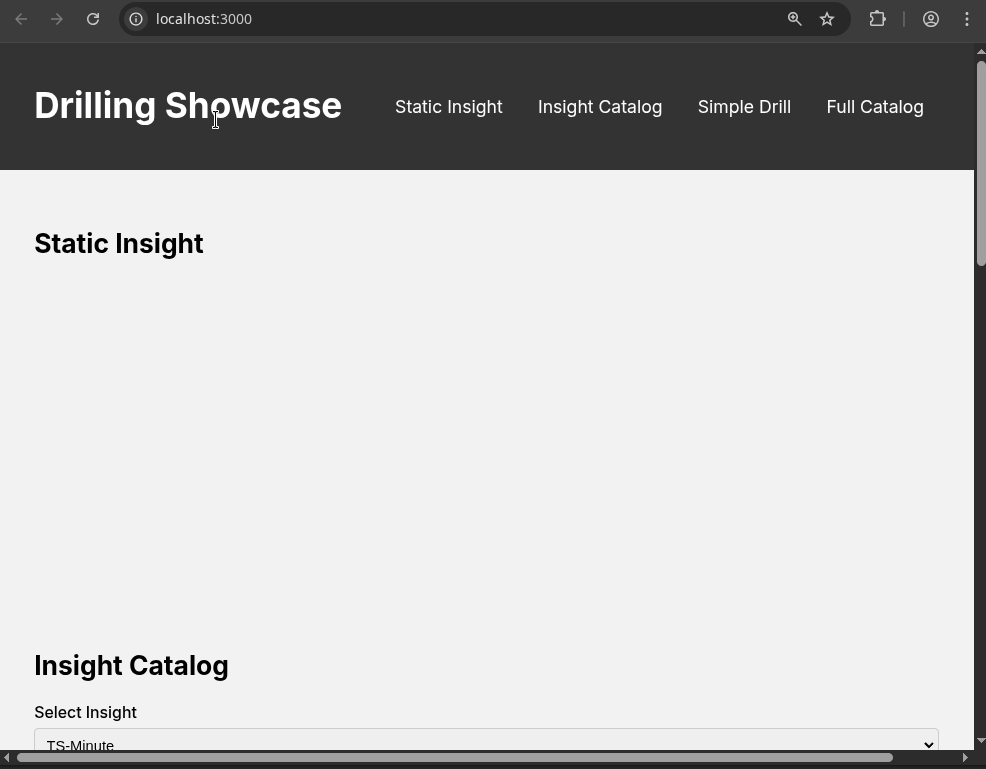 localhost:3000
Drilling Showcase
Static Insight
Insight Catalog
Simple Drill
Full Catalog
Static Insight
Insight Catalog
Select Insight
TS-Minute